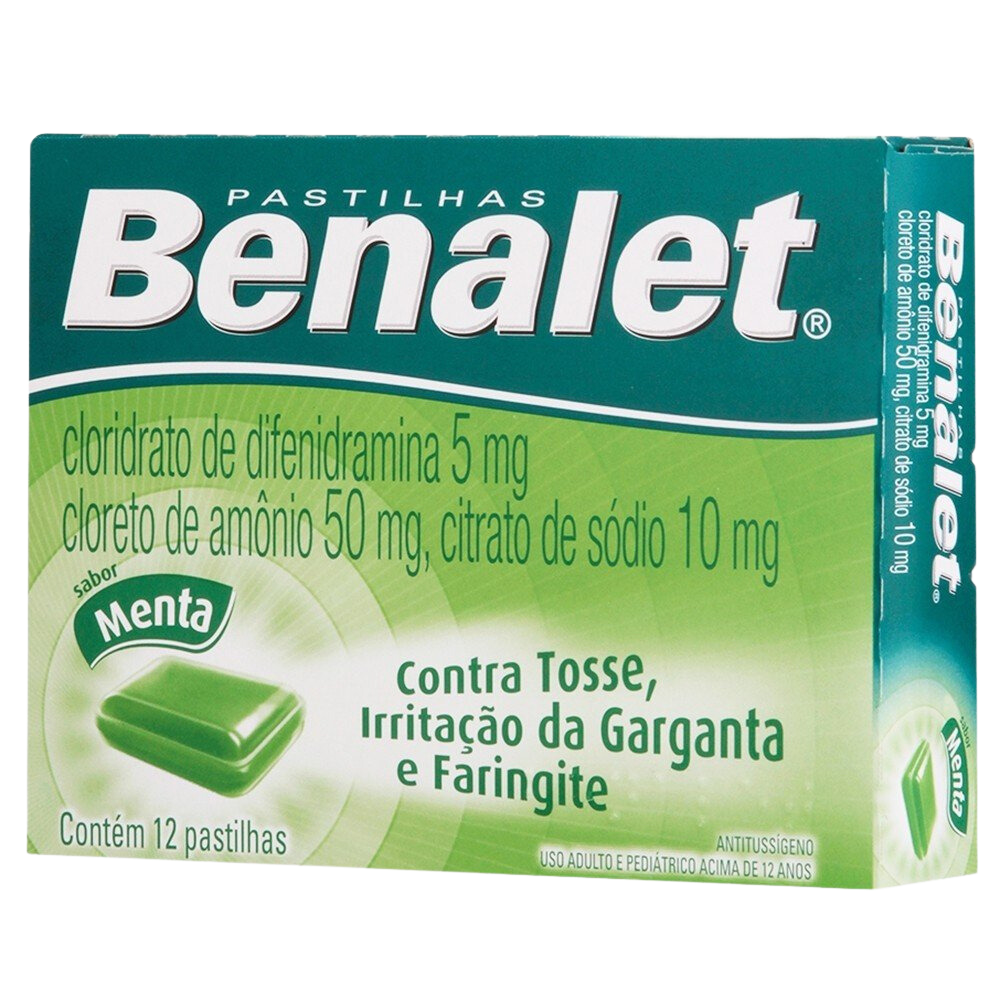 PASTILHAS
Benalet®
cloridrato de difenidramina 5 mg
cloreto de amônio 50 mg, citrato de sódio 10 mg
sabor
Menta
Contra Tosse,
Irritação da Garganta
e Faringite
Contém 12 pastilhas
ANTITUSSÍGENO
USO ADULTO E PEDIÁTRICO ACIMA DE 12 ANOS
PASTILHAS
Benalet®
cloridrato de difenidramina 5 mg
cloreto de amônio 50 mg, citrato de sódio 10 mg
sabor
Menta